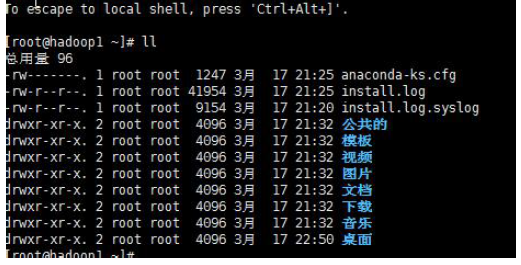 To escape to local shell, press 'Ctrl+Alt+]'.
[root@hadoop1 ~]# ll
总用量 96
-rw-------. 1 root root 1247 3月 17 21:25 anaconda-ks.cfg
-rw-r--r--. 1 root root 41954 3月 17 21:25 install.log
-rw-r--r--. 1 root root 9154 3月 17 21:20 install.log.syslog
drwxr-xr-x. 2 root root 4096 3月 17 21:32 公共的
drwxr-xr-x. 2 root root 4096 3月 17 21:32 模板
drwxr-xr-x. 2 root root 4096 3月 17 21:32 视频
drwxr-xr-x. 2 root root 4096 3月 17 21:32 图片
drwxr-xr-x. 2 root root 4096 3月 17 21:32 文档
drwxr-xr-x. 2 root root 4096 3月 17 21:32 下载
drwxr-xr-x. 2 root root 4096 3月 17 21:32 音乐
drwxr-xr-x. 2 root root 4096 3月 17 22:50 桌面
[root@hadoop1 ~]#